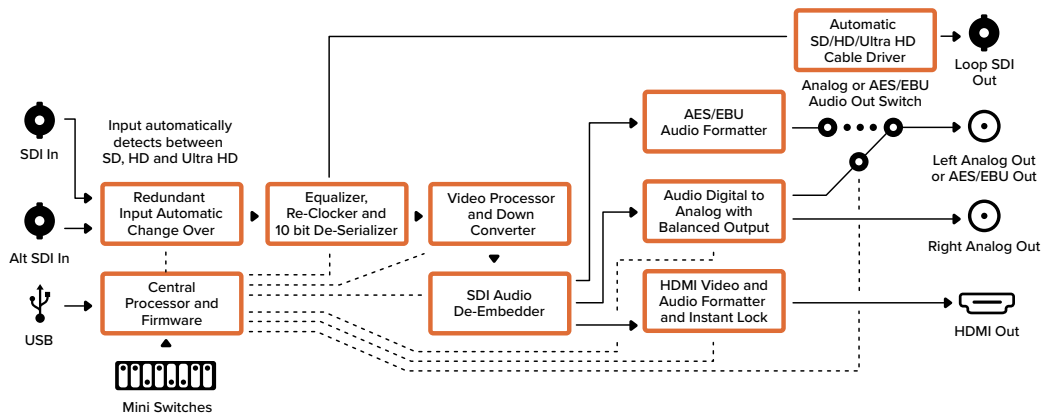 Automatic
SD/HD/Ultra HD
Cable Driver
Loop SDI
Out
Analog or AES/EBU
Audio Out Switch
AES/EBU
Audio Formatter
SDI In
Input automatically
detects between
SD, HD and Ultra HD
Left Analog Out
or AES/EBU Out
Redundant
Input Automatic
Change Over
Equalizer,
Re-Clocker and
10 bit De-Serializer
Video Processor
and Down
Converter
Audio Digital to
Analog with
Balanced Output
Alt SDI In
Right Analog Out
Central
Processor and
Firmware
SDI Audio
De-Embedder
HDMI Video and
Audio Formatter
and Instant Lock
USB
HDMI Out
Mini Switches